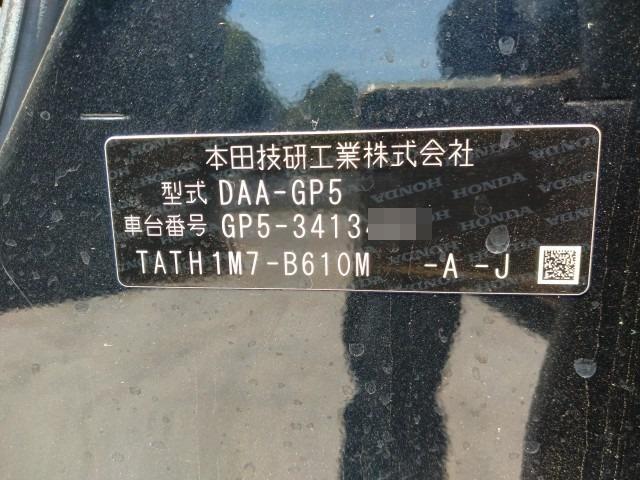 本田技研工業株式会社
型式 DAA-GP5
車台番号 GP5-3413
TATH1M7-B610M -A -J